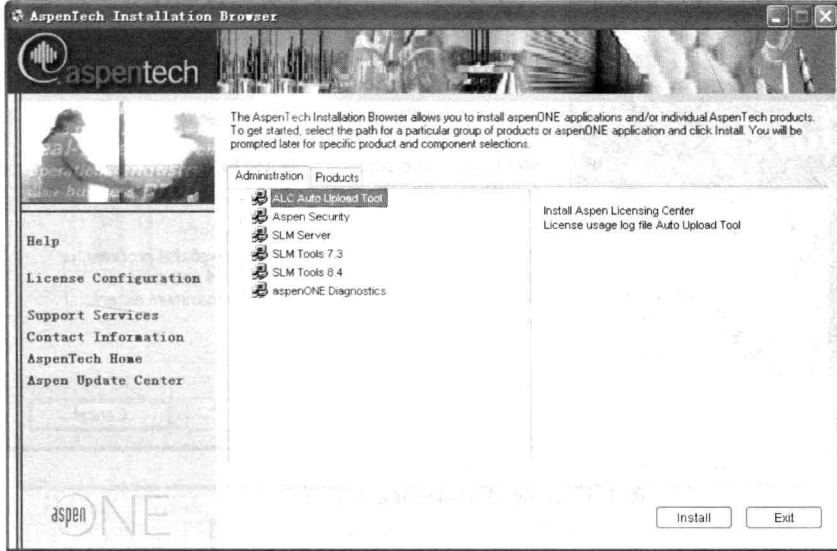 AspenTech Installation Browser
aspentech
The AspenTech Installation Browser allows you to install aspenONE applications and/or individual AspenTech products.
To get started, select the path for a particular group of products or aspenONE application and click Install. You will be
prompted later for specific product and component selections.
Administration Products
ALC Auto Upload Tool
Aspen Security
SLM Server
SLM Tools 7.3
SLM Tools 8.4
aspenONE Diagnostics
Install Aspen Licensing Center
License usage log file Auto Upload Tool
Help
License Configuration
Support Services
Contact Information
AspenTech Home
Aspen Update Center
aspen ONE
Install Exit